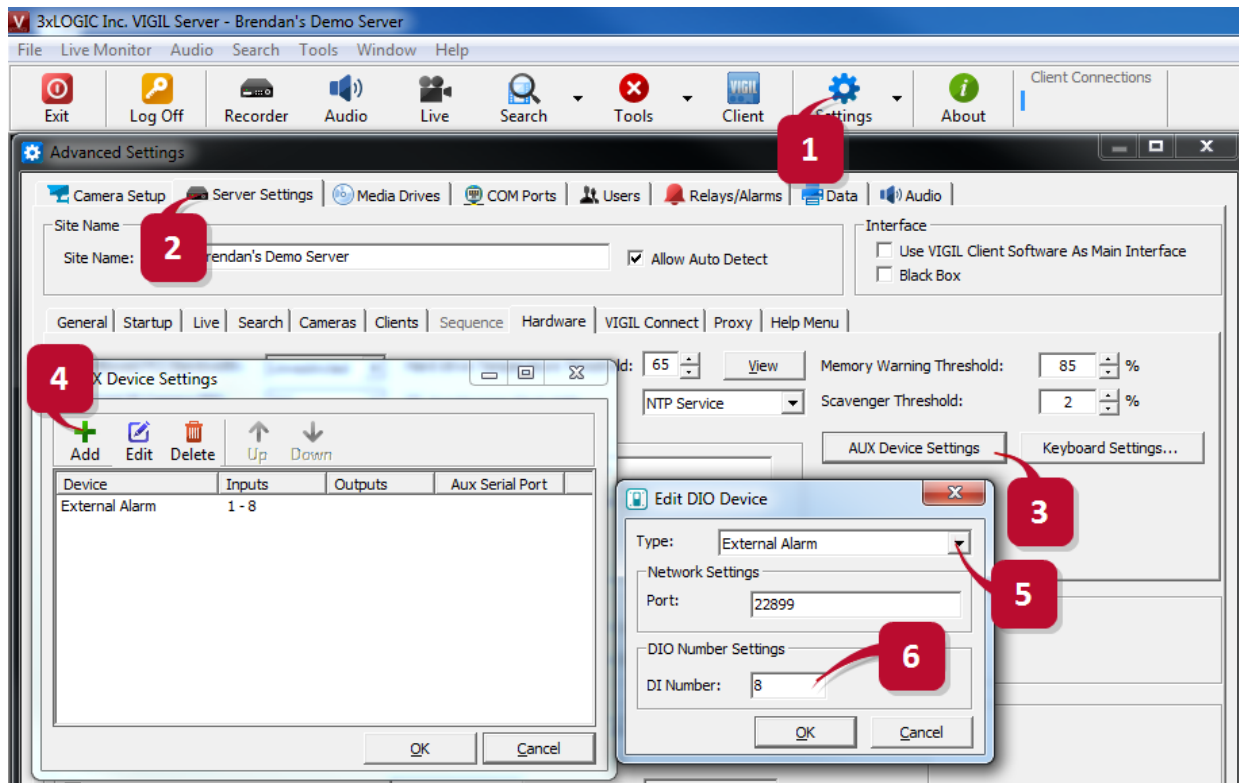 3xLOGIC Inc. VIGIL Server - Brendan's Demo Server
File Live Monitor Audio Search Tools Window Help
Exit Log Off Recorder Audio Live Search Tools Client Settings About
VIGIL
Client Connections
1
Advanced Settings
Camera Setup Server Settings Media Drives COM Ports Users Relays/Alarms Data Audio
2
Site Name
Site Name: rendan's Demo Server
Allow Auto Detect
Interface
Use VIGIL Client Software As Main Interface
Black Box
General Startup Live Search Cameras Clients Sequence Hardware VIGIL Connect Proxy Help Menu
65 View Memory Warning Threshold: 85 %
NTP Service Scavenger Threshold: 2 %
AUX Device Settings Keyboard Settings...
3
4
X Device Settings
Add Edit Delete Up Down
Device Inputs Outputs Aux Serial Port
External Alarm 1 - 8
OK Cancel
Edit DIO Device
Type: External Alarm
5
Network Settings
Port: 22899
DIO Number Settings
6
DI Number: 8
OK Cancel